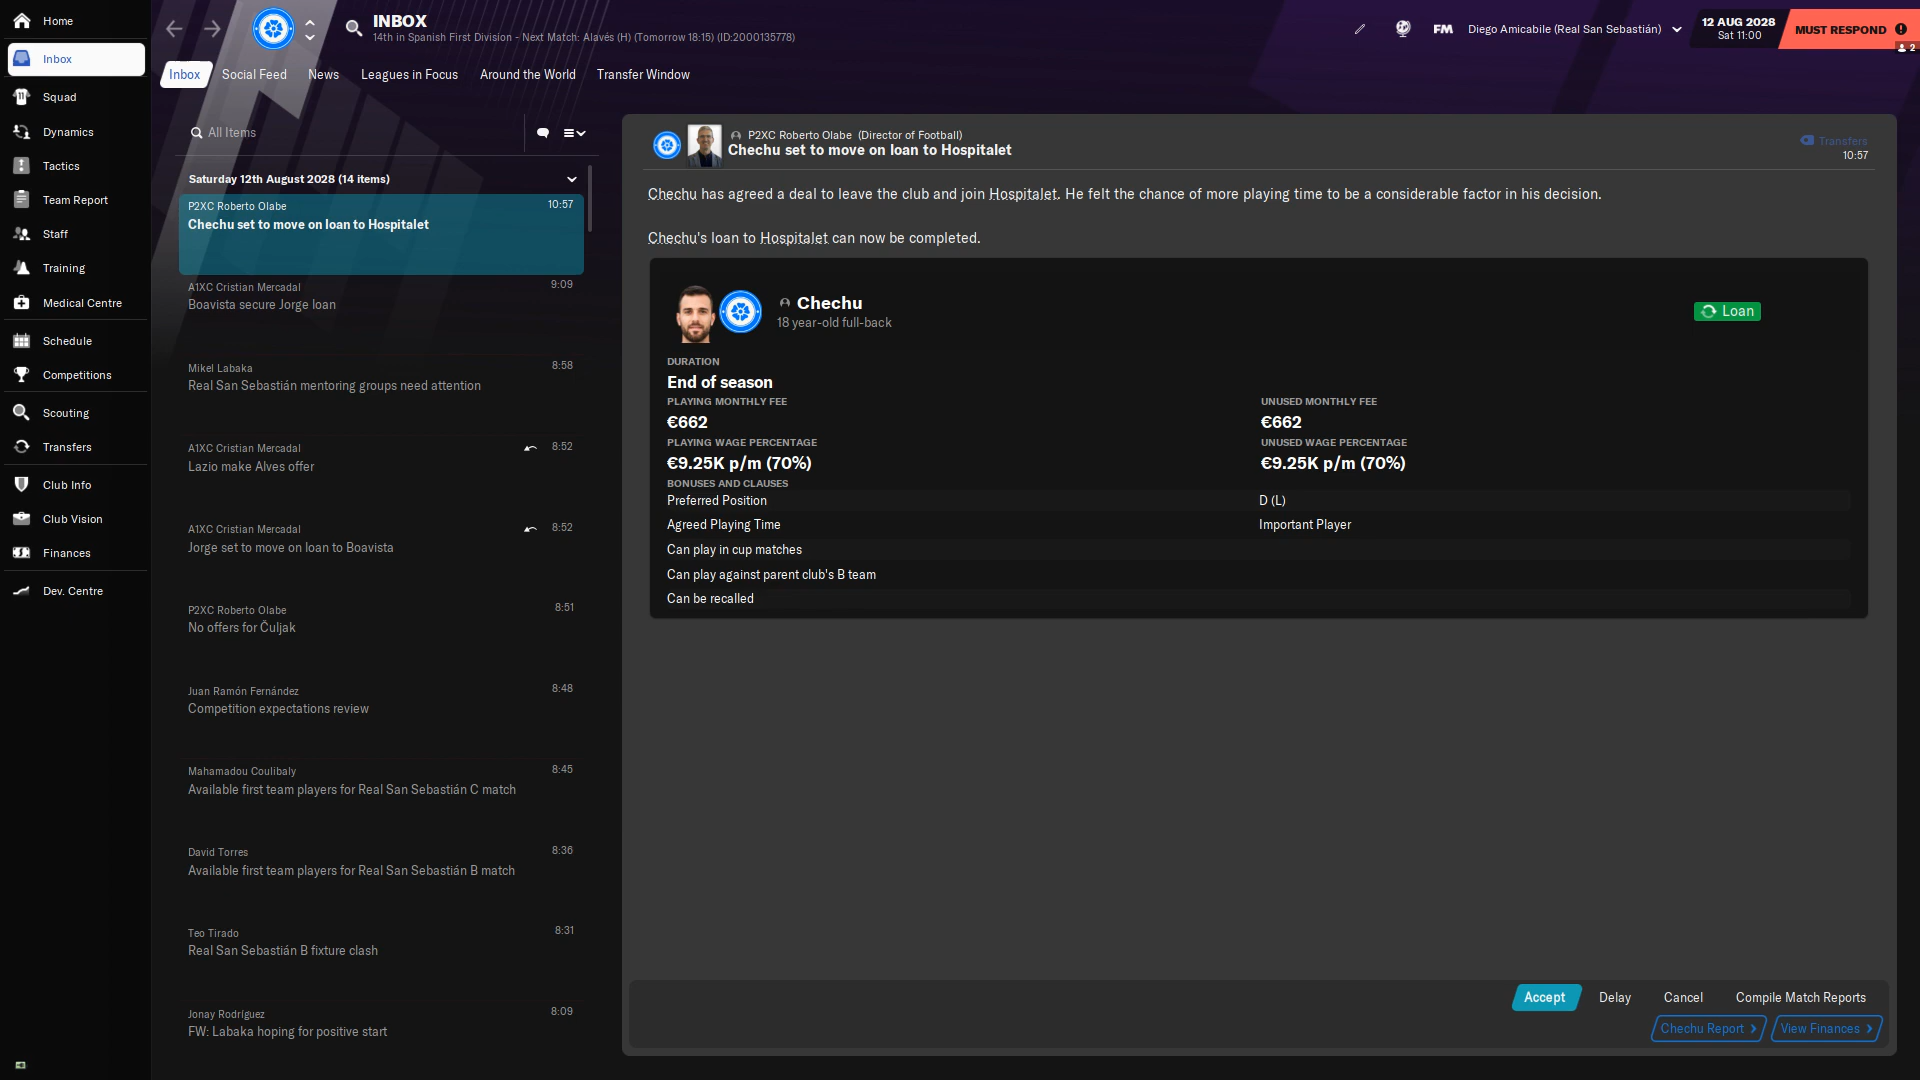 Home
Inbox
Squad
Dynamics
Tactics
Team Report
Staff
Training
Medical Centre
Schedule
Competitions
Scouting
Transfers
Club Info
Club Vision
Finances
Dev. Centre
INBOX
14th in Spanish First Division - Next Match: Alavés (H) (Tomorrow 18:15) (ID:2000135778)
FM
Diego Amicabile (Real San Sebastián)
12 AUG 2028
Sat 11:00
MUST RESPOND
2
Inbox
Social Feed
News
Leagues in Focus
Around the World
Transfer Window
All Items
Saturday 12th August 2028 (14 items)
P2XC Roberto Olabe 10:57
Chechu set to move on loan to Hospitalet
A1XC Cristian Mercadal 9:09
Boavista secure Jorge loan
Mikel Labaka 8:58
Real San Sebastián mentoring groups need attention
A1XC Cristian Mercadal 8:52
Lazio make Alves offer
A1XC Cristian Mercadal 8:52
Jorge set to move on loan to Boavista
P2XC Roberto Olabe 8:51
No offers for Čuljak
Juan Ramón Fernández 8:48
Competition expectations review
Mahamadou Coulibaly 8:45
Available first team players for Real San Sebastián C match
David Torres 8:36
Available first team players for Real San Sebastián B match
Teo Tirado 8:31
Real San Sebastián B fixture clash
Jonay Rodríguez 8:09
FW: Labaka hoping for positive start
P2XC Roberto Olabe (Director of Football)
Chechu set to move on loan to Hospitalet
Transfers
10:57
Chechu has agreed a deal to leave the club and join Hospitalet. He felt the chance of more playing time to be a considerable factor in his decision.
Chechu's loan to Hospitalet can now be completed.
Chechu
18 year-old full-back
Loan
DURATION
End of season
PLAYING MONTHLY FEE UNUSED MONTHLY FEE
€662 €662
PLAYING WAGE PERCENTAGE UNUSED WAGE PERCENTAGE
€9.25K p/m (70%) €9.25K p/m (70%)
BONUSES AND CLAUSES
Preferred Position D (L)
Agreed Playing Time Important Player
Can play in cup matches
Can play against parent club's B team
Can be recalled
Accept Delay Cancel Compile Match Reports
Chechu Report View Finances